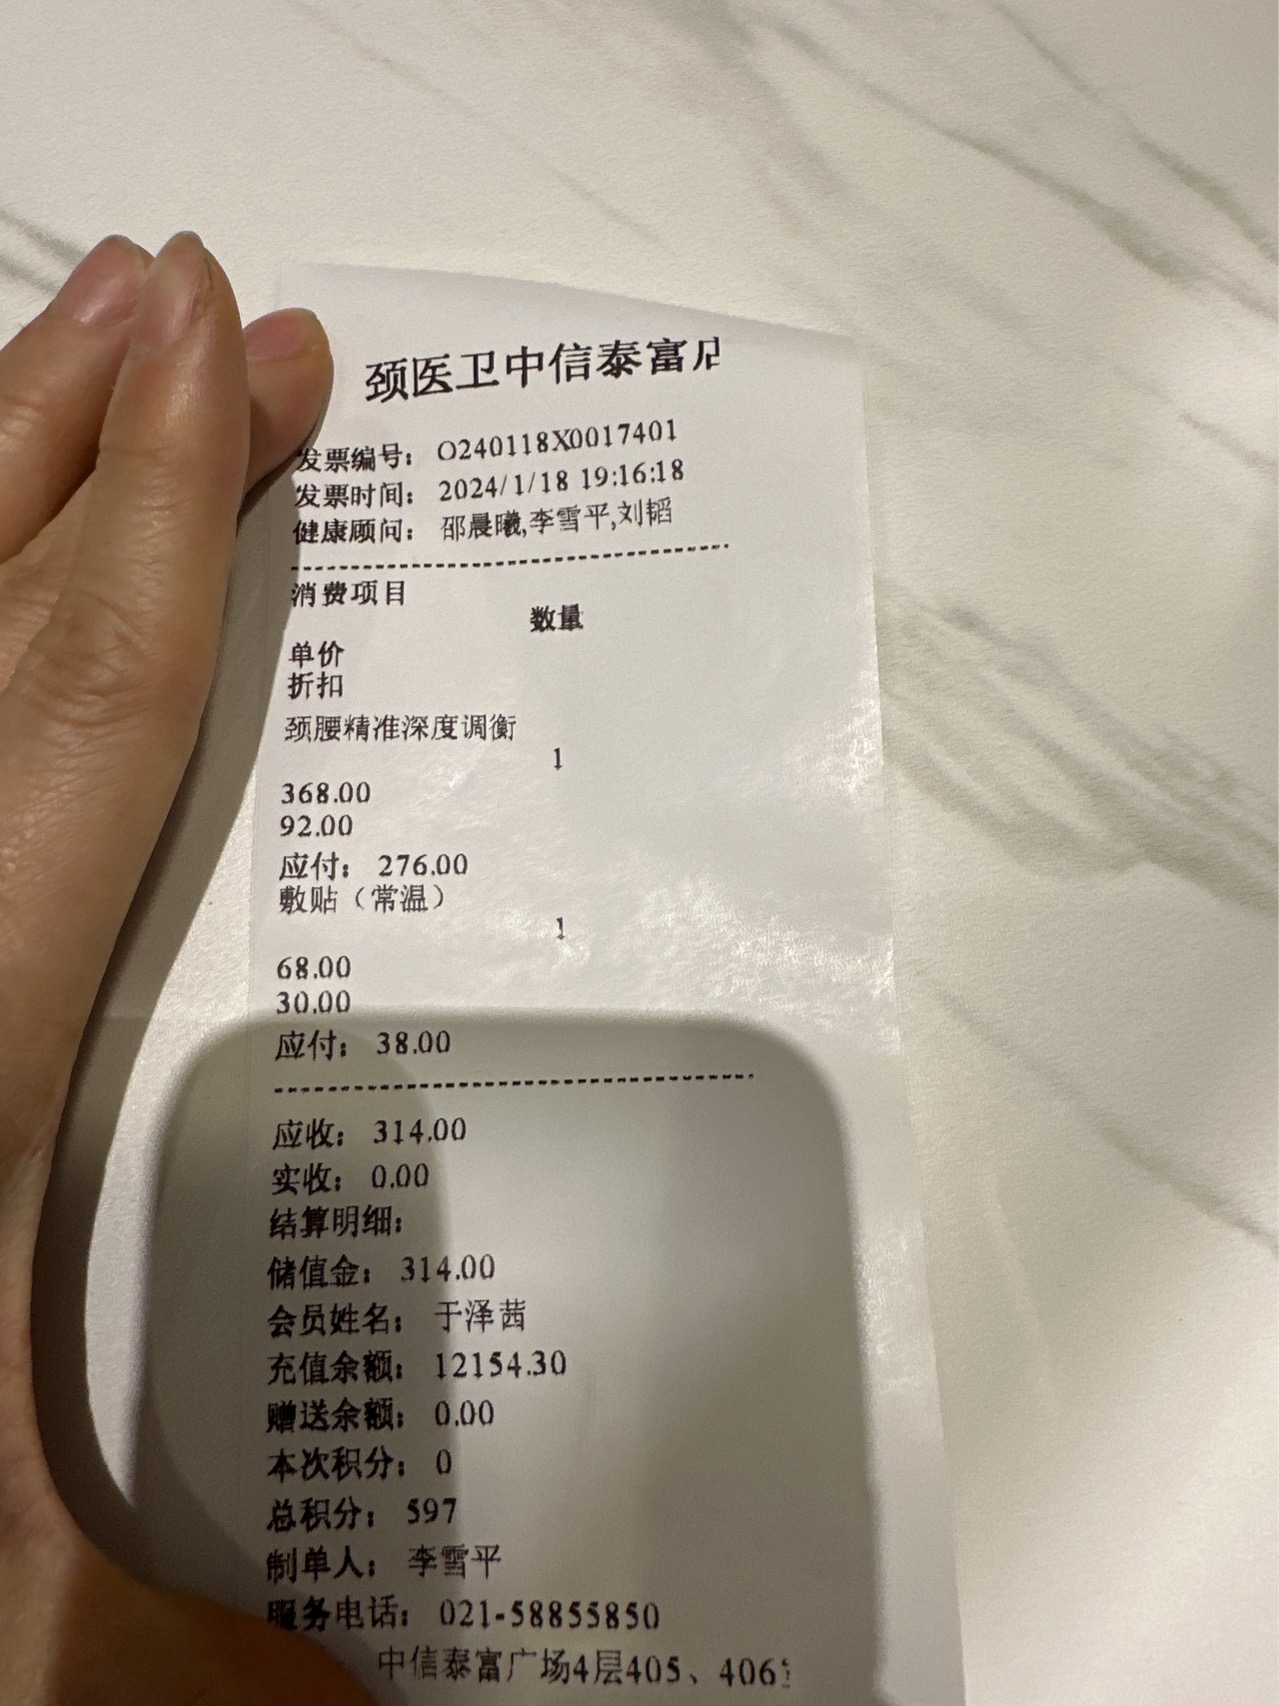 颈医卫中信泰富
发票编号： O240118X0017401
发票时间： 2024/1/18 19:16:18
健康顾问： 邵晨曦,李雪平,刘韬
消费项目
数量
单价
折扣
颈腰精准深度调衡
1
368.00
92.00
应付： 276.00
敷贴（常温）
1
68.00
30.00
应付： 38.00
应收： 314.00
实收： 0.00
结算明细:
储值金： 314.00
会员姓名： 于泽茜
充值余额： 12154.30
赠送余额： 0.00
本次积分： 0
总积分： 597
制单人： 李雪平
服务电话： 021-58855850
中信泰富广场4层405、406